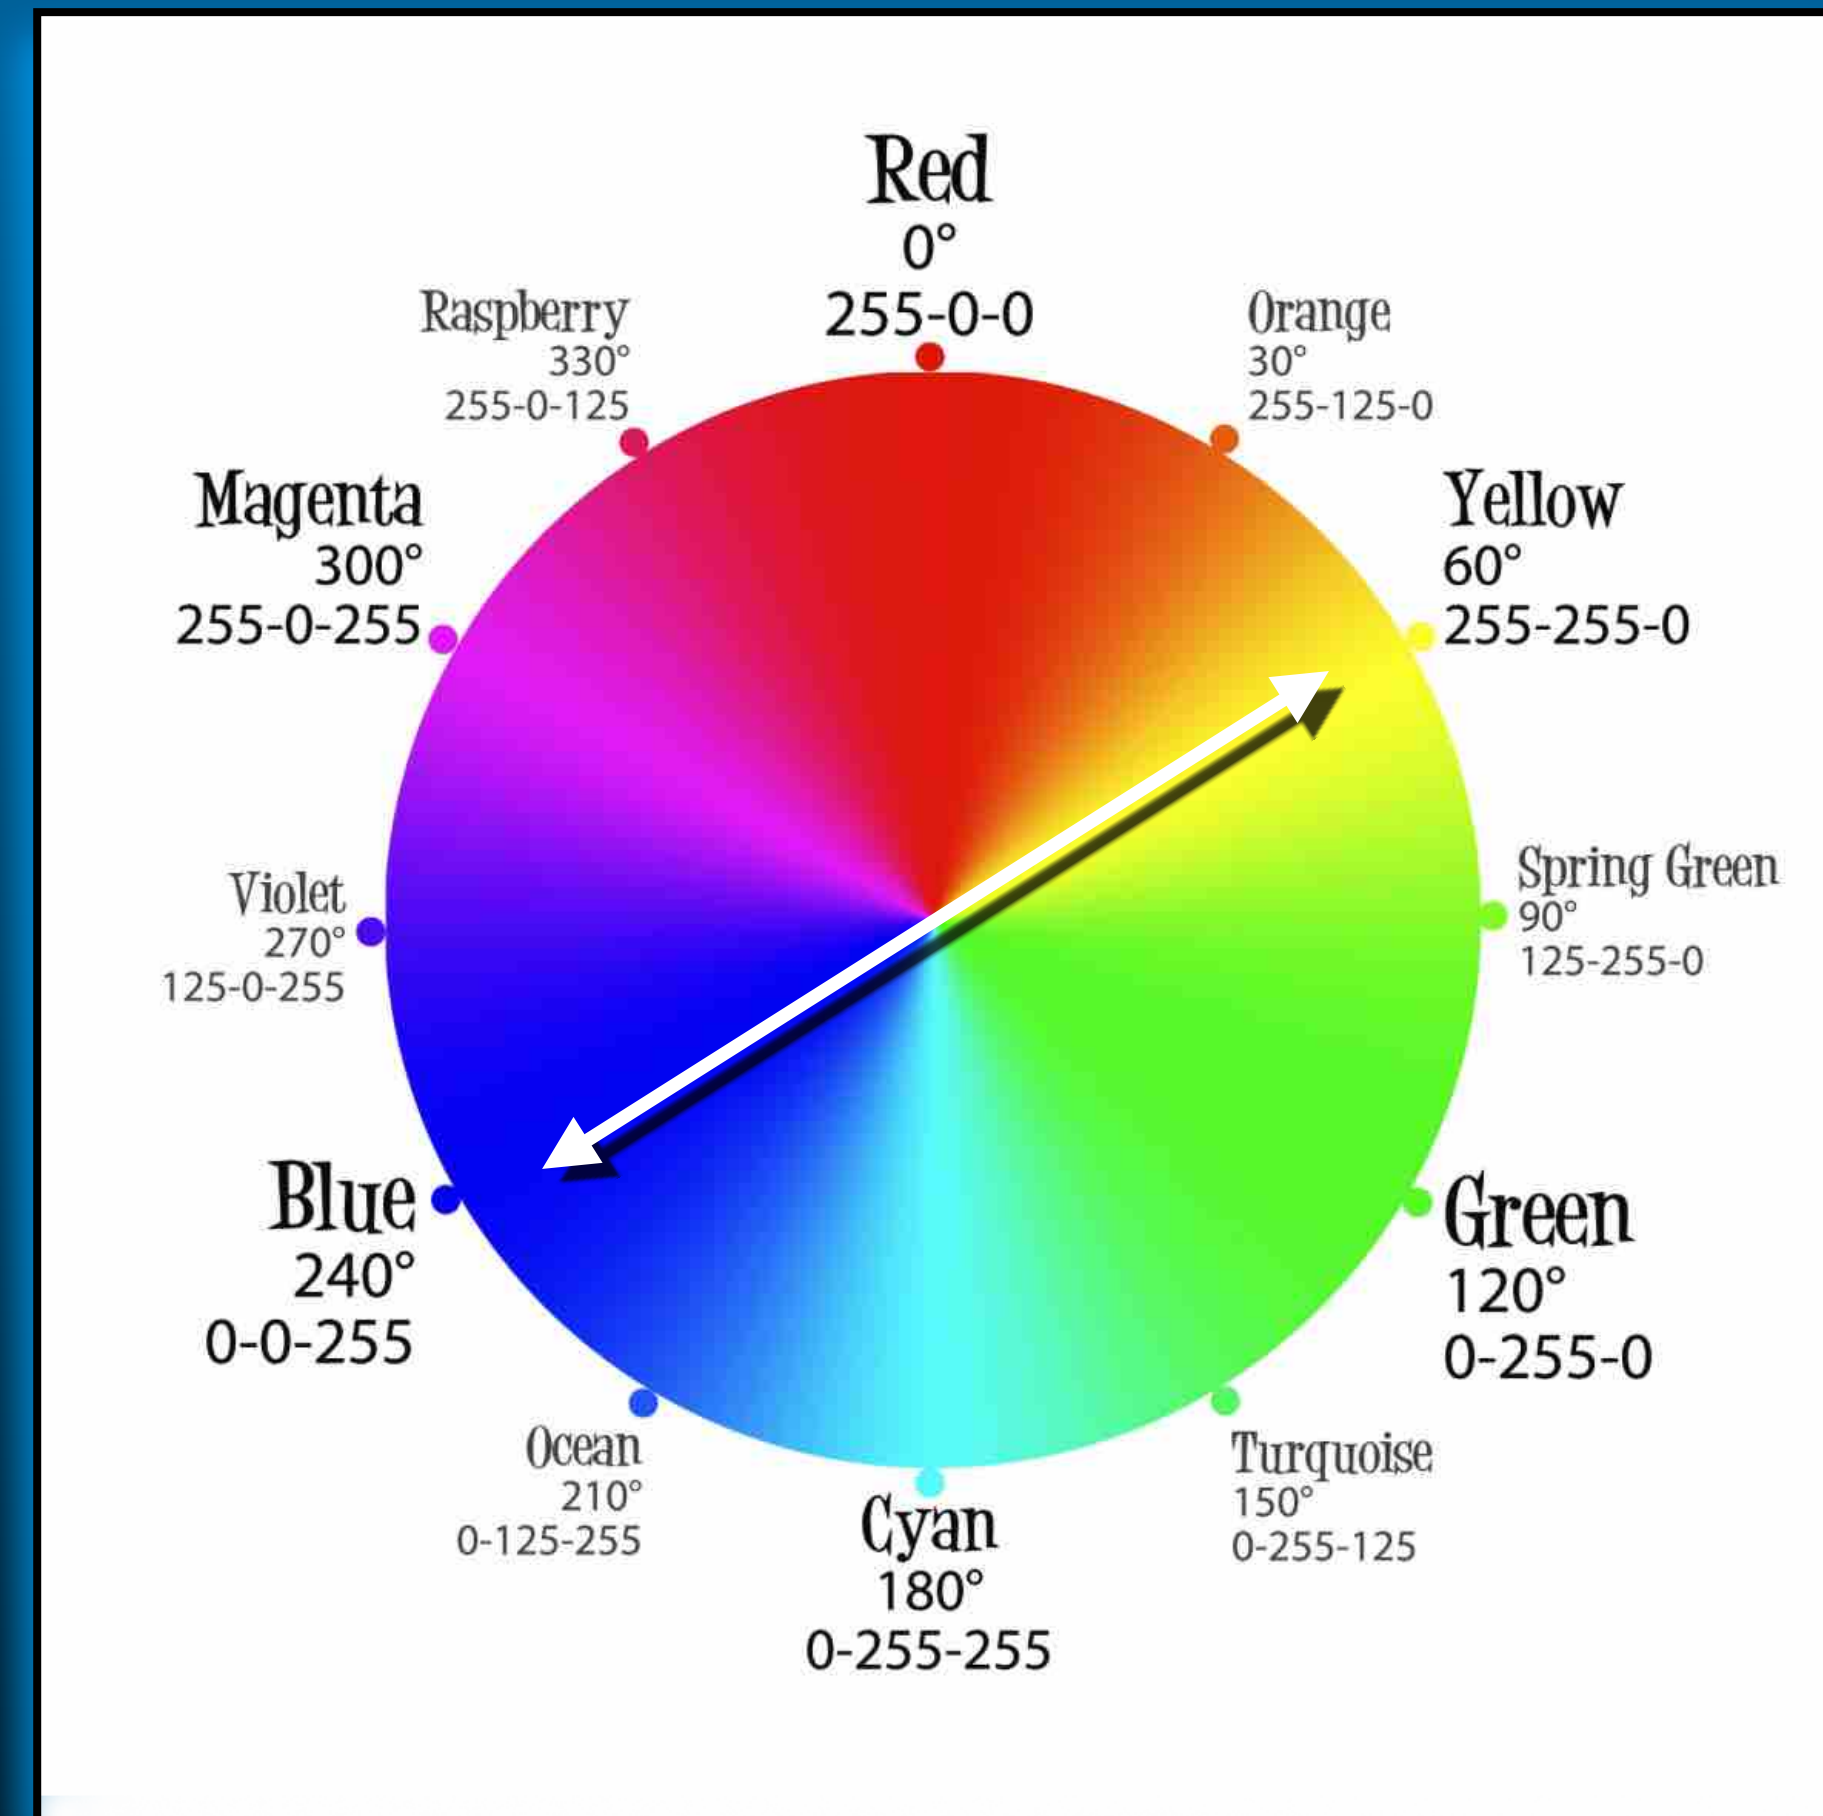 Red
0°
255-0-0
Orange
30°
255-125-0
Yellow
60°
255-255-0
Spring Green
90°
125-255-0
Green
120°
0-255-0
Turquoise
150°
0-255-125
Cyan
180°
0-255-255
Ocean
210°
0-125-255
Blue
240°
0-0-255
Violet
270°
125-0-255
Magenta
300°
255-0-255
Raspberry
330°
255-0-125